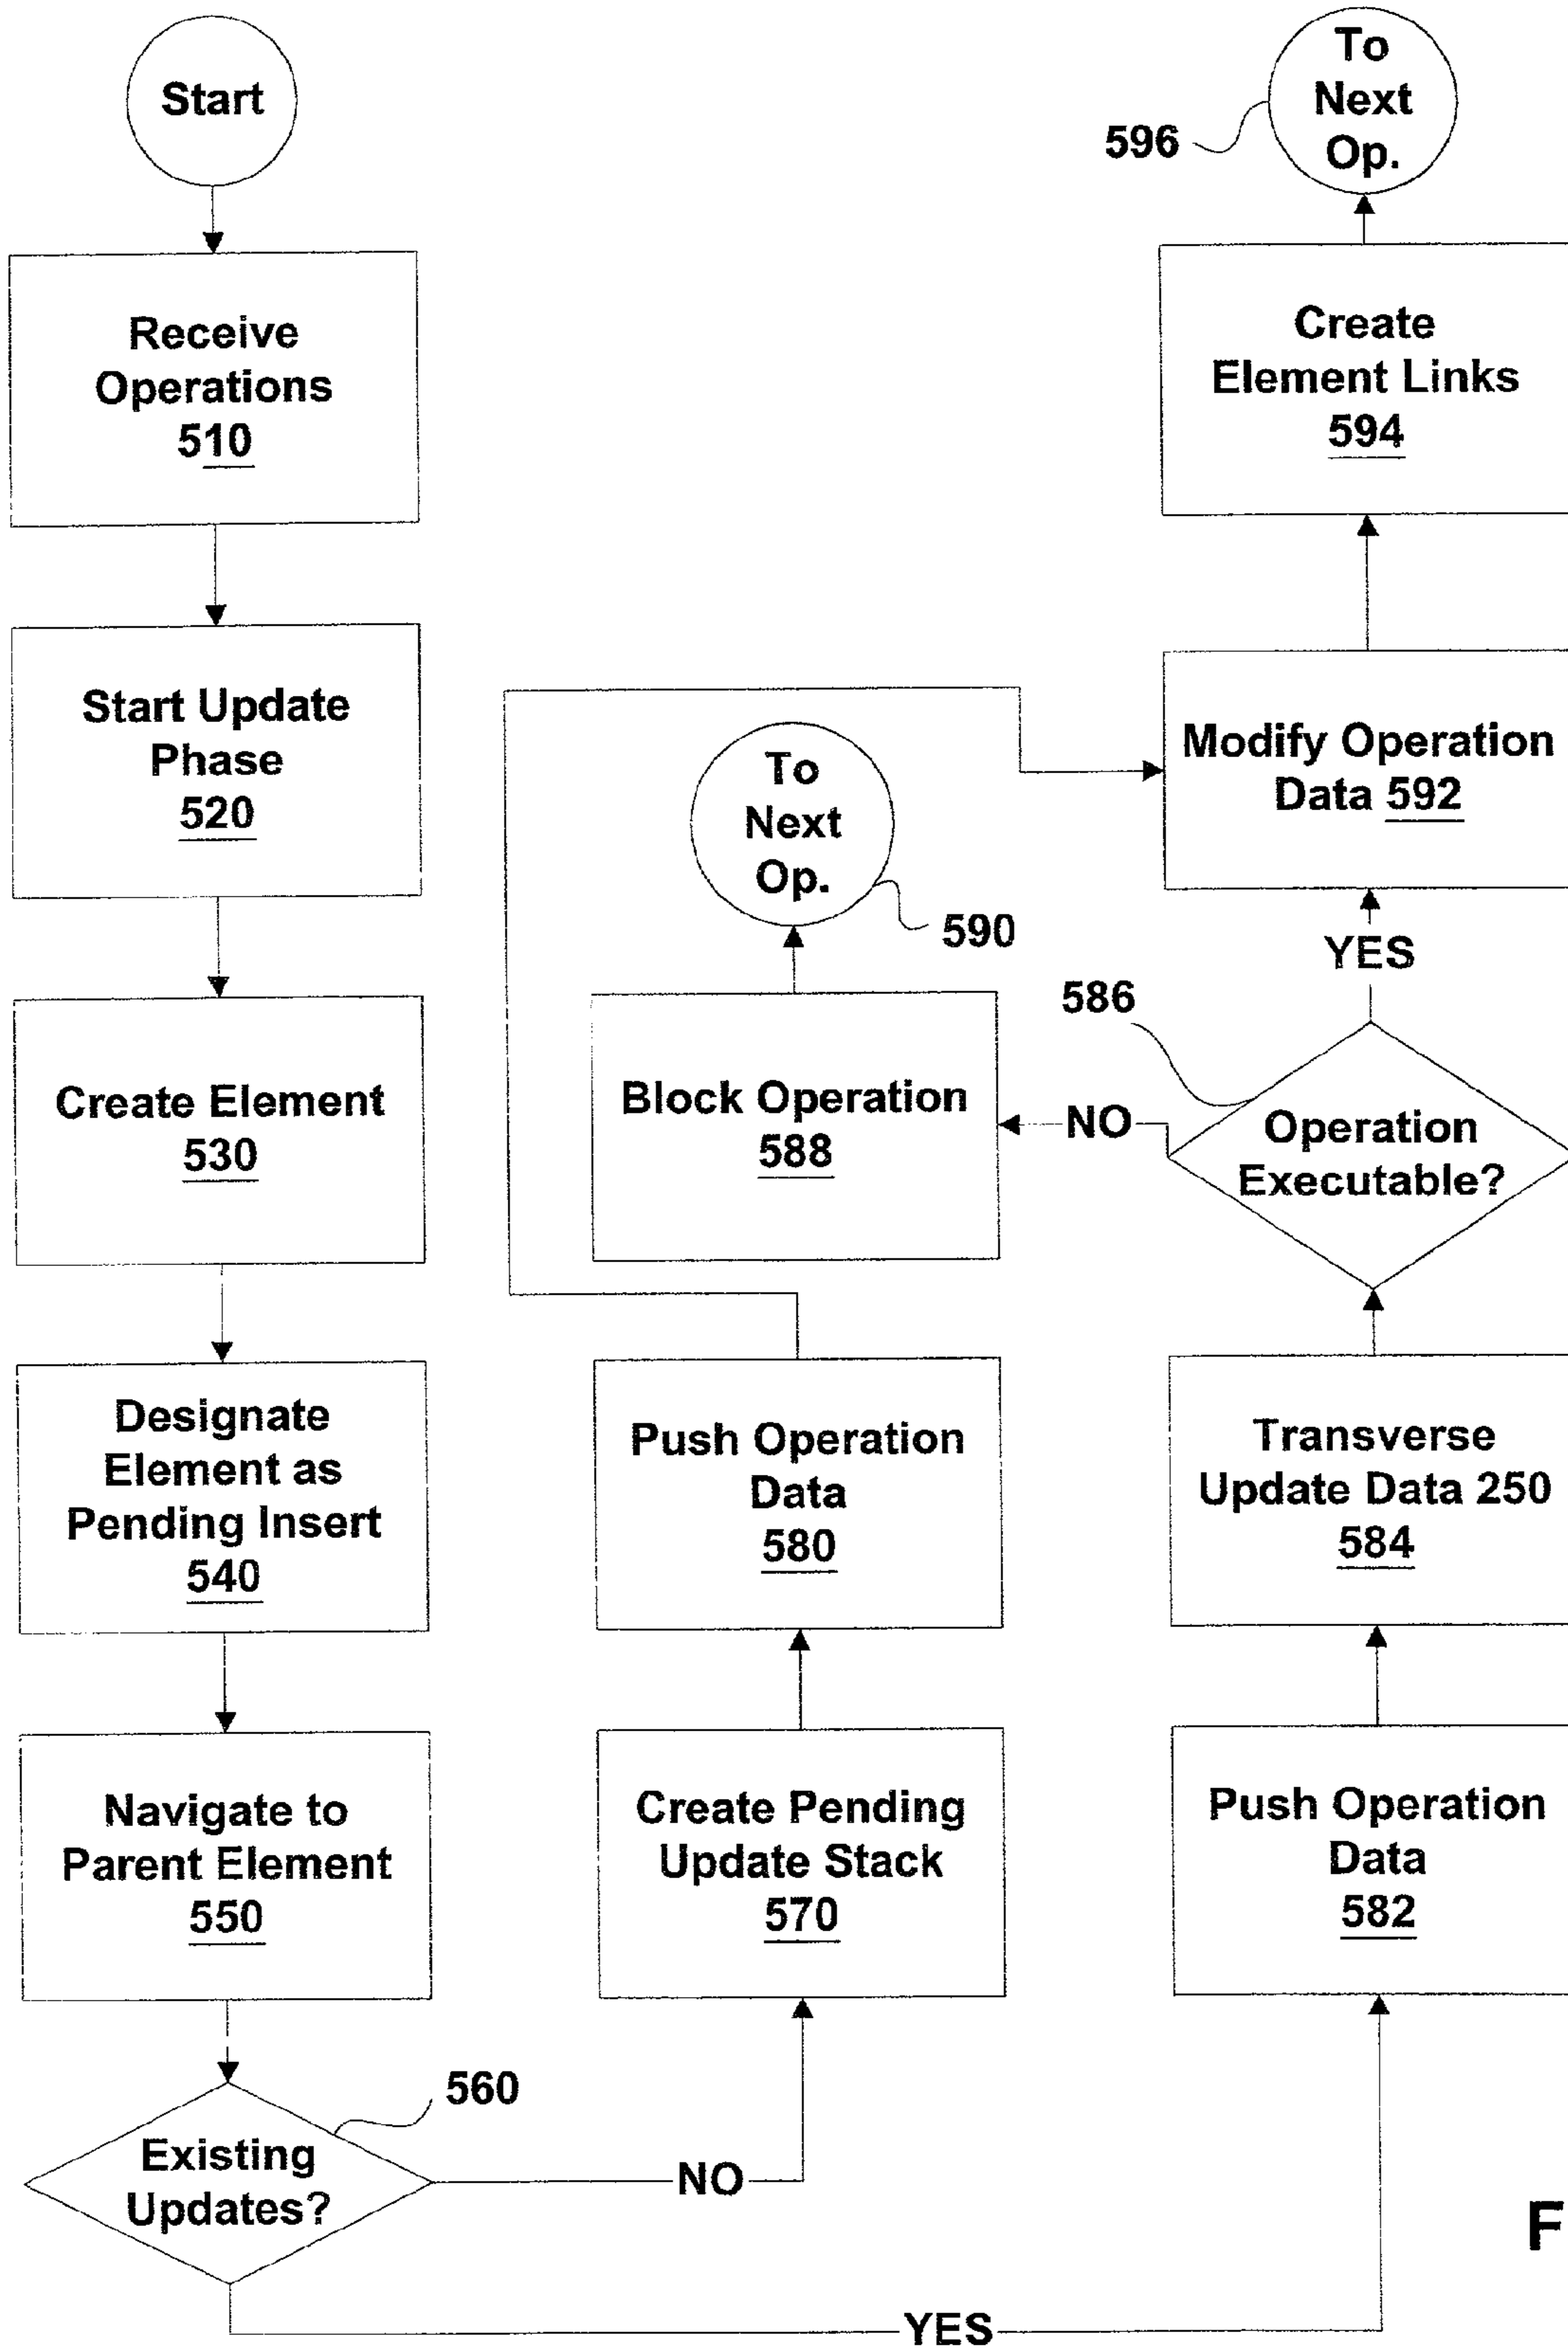 Start
Receive
Operations
510
Start Update
Phase
520
Create Element
530
Designate
Element as
Pending Insert
540
Navigate to
Parent Element
550
560
Existing
Updates?
NO
YES
Create Pending
Update Stack
570
Push Operation
Data
580
Push Operation
Data
582
Transverse
Update Data 250
584
586
Operation
Executable?
NO
YES
Block Operation
588
To
Next
Op.
590
Modify Operation
Data 592
Create
Element Links
594
To
Next
Op.
596
F